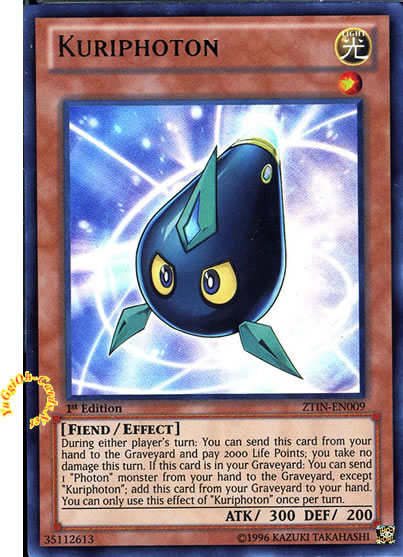 KURIPHOTON
LIGHT
光
YuGgiOh-Cards.Net
1st Edition
ZTIN-EN009
[FIEND / EFFECT]
During either player's turn: You can send this card from your
hand to the Graveyard and pay 2000 Life Points; you take no
damage this turn. If this card is in your Graveyard: You can send
1 "Photon" monster from your hand to the Graveyard, except
"Kuriphoton"; add this card from your Graveyard to your hand.
You can only use this effect of "Kuriphoton" once per turn.
ATK/ 300 DEF/ 200
35112613
©1996 KAZUKI TAKAHASHI